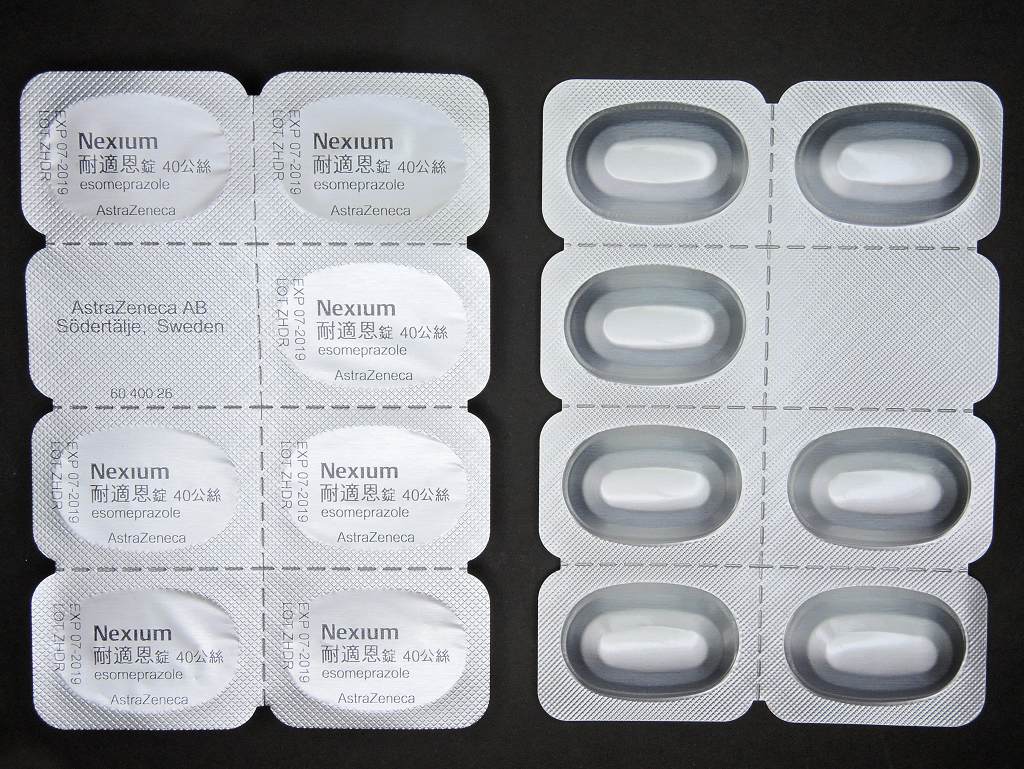 EXP 07-2019
LOT ZHDR
Nexium
耐適恩錠 40公絲
esomeprazole
AstraZeneca
EXP 07-2019
LOT ZHDR
Nexium
耐適恩錠 40公絲
esomeprazole
AstraZeneca
AstraZeneca AB
Södertälje, Sweden
60 400 26
EXP 07-2019
LOT ZHDR
Nexium
耐適恩錠 40公絲
esomeprazole
AstraZeneca
EXP 07-2019
LOT ZHDR
Nexium
耐適恩錠 40公絲
esomeprazole
AstraZeneca
EXP 07-2019
LOT ZHDR
Nexium
耐適恩錠 40公絲
esomeprazole
AstraZeneca
EXP 07-2019
LOT ZHDR
Nexium
耐適恩錠 40公絲
esomeprazole
AstraZeneca
EXP 07-2019
LOT ZHDR
Nexium
耐適恩錠 40公絲
esomeprazole
AstraZeneca